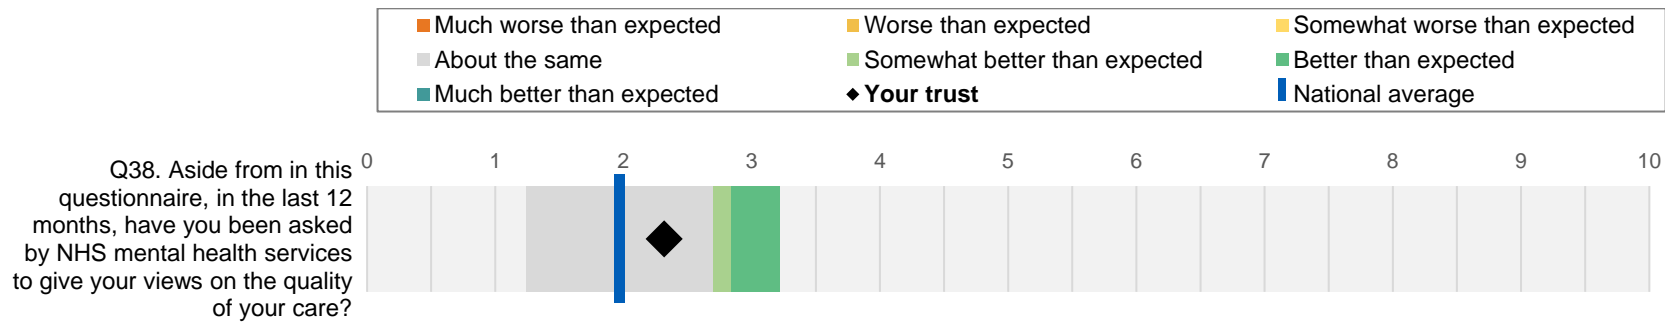 Much worse than expected
Worse than expected
Somewhat worse than expected
About the same
Somewhat better than expected
Better than expected
Much better than expected
Your trust
National average
0 1 2 3 4 5 6 7 8 9 10
Q38. Aside from in this
questionnaire, in the last 12
months, have you been asked
by NHS mental health services
to give your views on the quality
of your care?